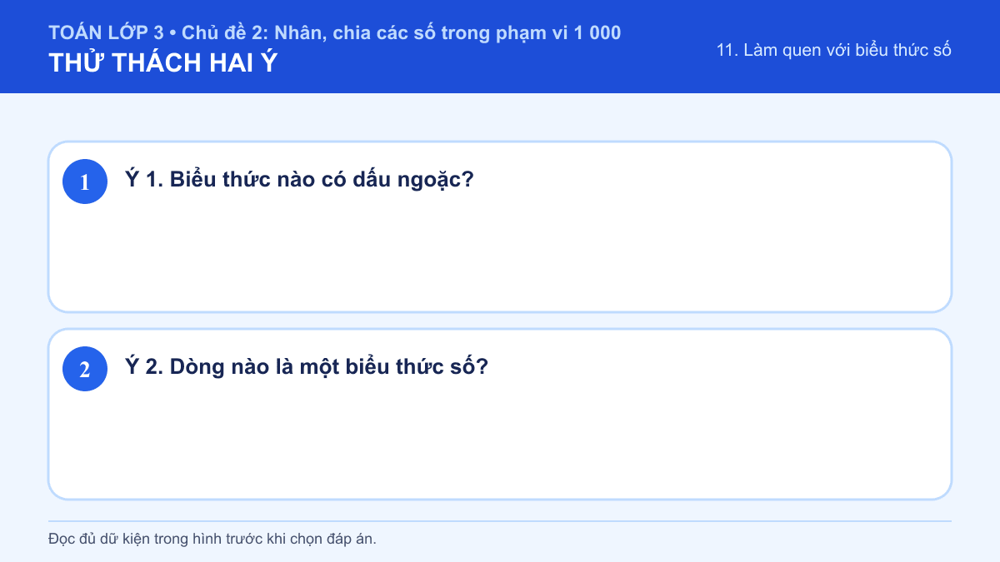 TOÁN LỚP 3 • Chủ đề 2: Nhân, chia các số trong phạm vi 1 000
THỬ THÁCH HAI Ý
11. Làm quen với biểu thức số
1
Ý 1. Biểu thức nào có dấu ngoặc?
2
Ý 2. Dòng nào là một biểu thức số?
Đọc đủ dữ kiện trong hình trước khi chọn đáp án.